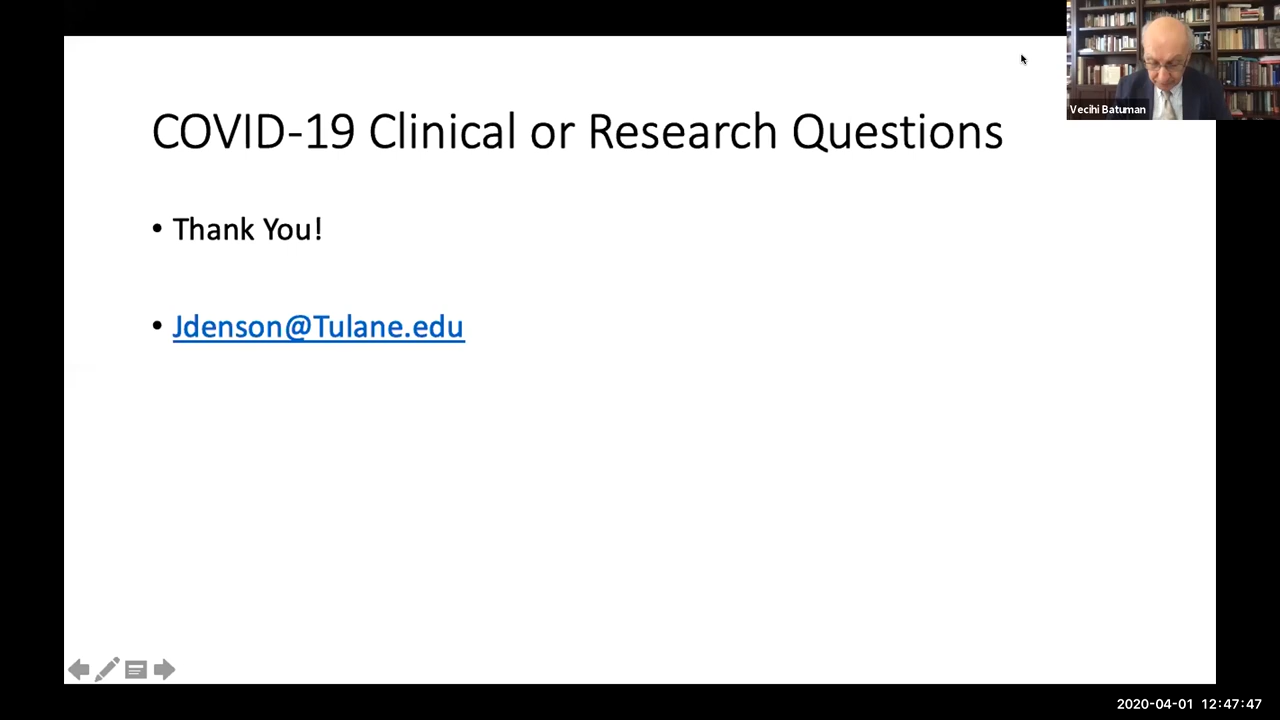 Vecihi Batuman
COVID-19 Clinical or Research Questions
• Thank You!
• Jdenson@Tulane.edu
2020-04-01 12:47:47